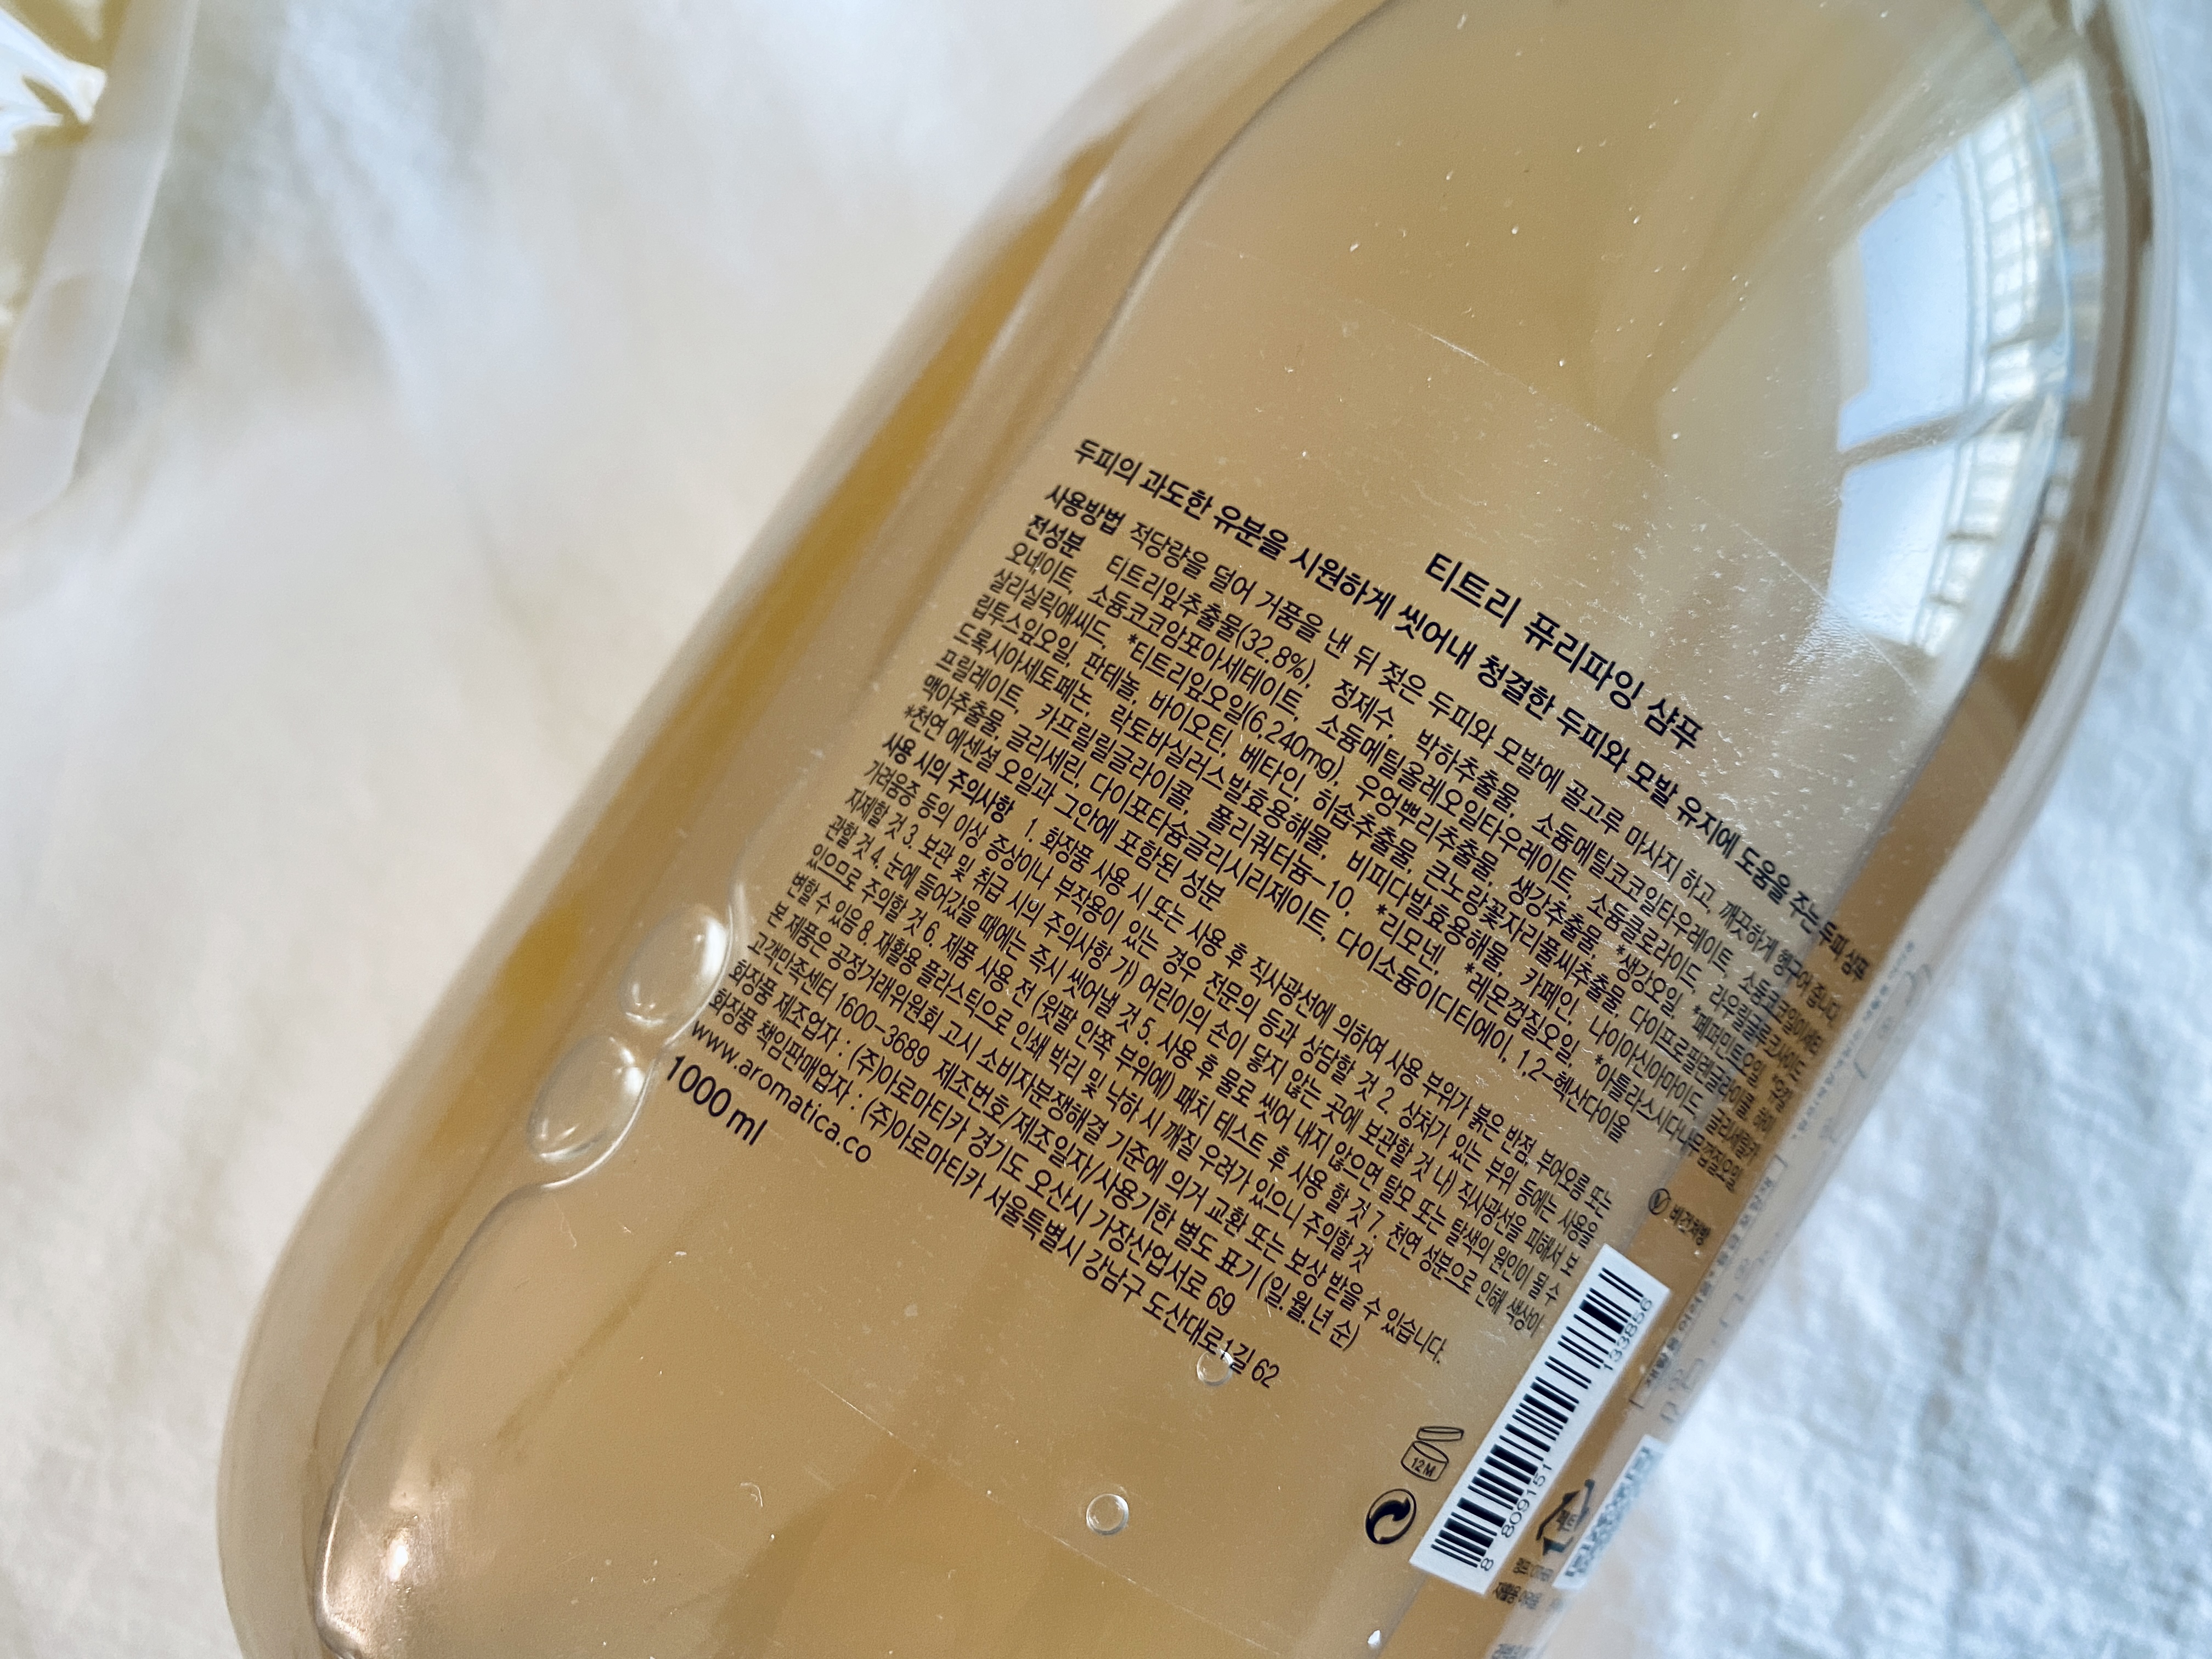 티트리 퓨리파잉 샴푸
두피의 과도한 유분을 시원하게 씻어내 청결한 두피와 모발 유지에 도움을 주는 두피 샴푸
사용방법 적당량을 덜어 거품을 낸 뒤 젖은 두피와 모발에 골고루 마사지 하고, 깨끗하게 헹구어 줍니다.
전성분 티트리잎추출물(32.8%), 정제수, 박하추출물, 소듐메틸코코일타우레이트, 소듐코코일이세티
오네이트, 소듐코코암포아세테이트, 소듐메틸올레오일타우레이트, 소듐클로라이드, 라우릴글루코사이드,
살리실릭애씨드, *티트리잎오일(6,240mg), 우엉뿌리추출물, 생강추출물, *생강오일, *페퍼민트오일,
립투스잎오일, 판테놀, 바이오틴, 베타인, 히솝추출물, 큰노랑꽃자리풀씨추출물, 다이프로필렌글라이콜,
드록시아세토페논, 락토바실러스발효용해물, 비피다발효용해물, 카페인, 나이아신아마이드, 글리세릴카
프릴레이트, 카프릴릴글라이콜, 폴리쿼터늄-10, *리모넨, *레몬껍질오일, *아틀라스시다나무껍질오일,
맥아추출물, 글리세린, 다이포타슘글리시리제이트, 다이소듐이디티에이, 1,2-헥산다이올
*천연 에센셜 오일과 그안에 포함된 성분
사용 시의 주의사항 1. 화장품 사용 시 또는 사용 후 직사광선에 의하여 사용 부위가 붉은 반점, 부어오름 또는
가려움증 등의 이상 증상이나 부작용이 있는 경우 전문의 등과 상담할 것 2. 상처가 있는 부위 등에는 사용을
자제할 것 3. 보관 및 취급 시의 주의사항 가) 어린이의 손이 닿지 않는 곳에 보관할 것 나) 직사광선을 피해서 보
관할 것 4. 눈에 들어갔을 때에는 즉시 씻어낼 것 5. 사용 후 물로 씻어 내지 않으면 탈모 또는 탈색의 원인이 될 수
있으므로 주의할 것 6. 제품 사용 전 (윗팔 안쪽 부위에) 패치 테스트 후 사용 할 것 7. 천연 성분으로 인해 색상이
변할 수 있음 8. 재활용 플라스틱으로 인쇄 박리 및 낙하 시 깨질 우려가 있으니 주의할 것
본 제품은 공정거래위원회 고시 소비자분쟁해결 기준에 의거 교환 또는 보상 받을 수 있습니다.
고객만족센터 1600-3689 제조번호/제조일자/사용기한 별도 표기 (일.월.년 순)
화장품 제조업자 : (주)아로마티카 경기도 오산시 가장산업서로 69
화장품 책임판매업자 : (주)아로마티카 서울특별시 강남구 도산대로1길 62
www.aromatica.co
1000 ml
비건처방
12M
8 809151 133856